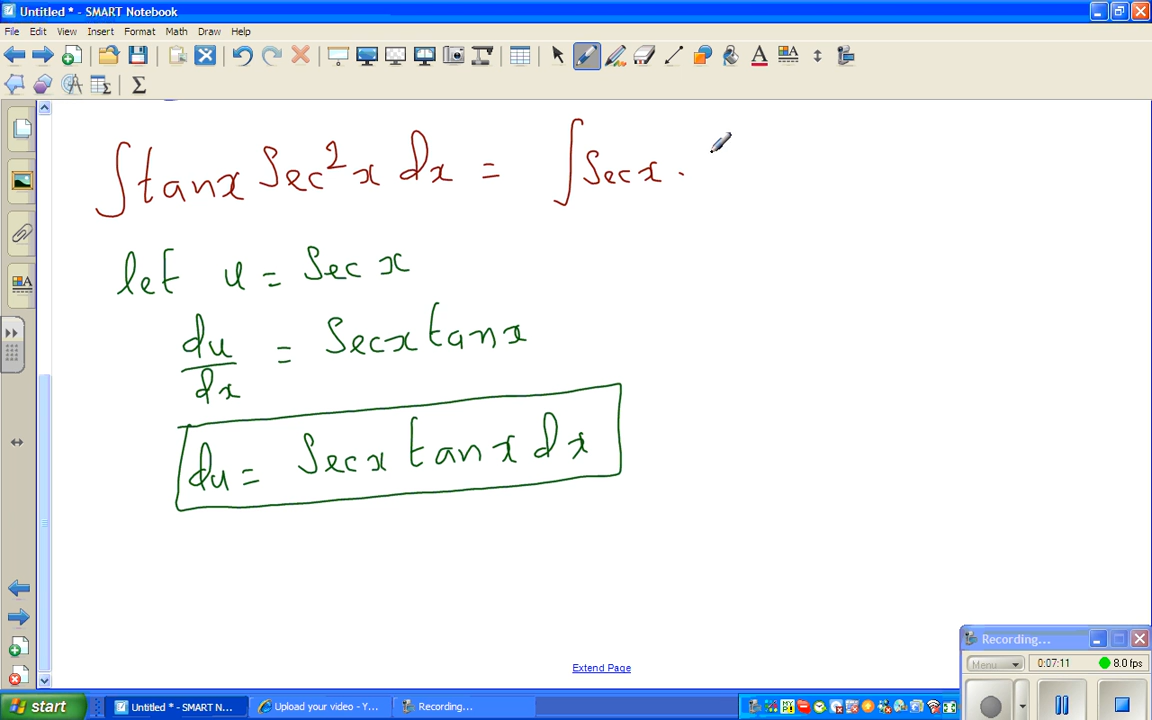 Untitled * - SMART Notebook
File Edit View Insert Format Math Draw Help
∫tanx Sec²x dx = ∫Sec x .
let u = Sec x
du/dx = Secx tanx
du = Secx tanx dx
Extend Page
Recording...
Menu 0:07:11 8.0 fps
start Untitled * - SMART N... Upload your video - Y... Recording...